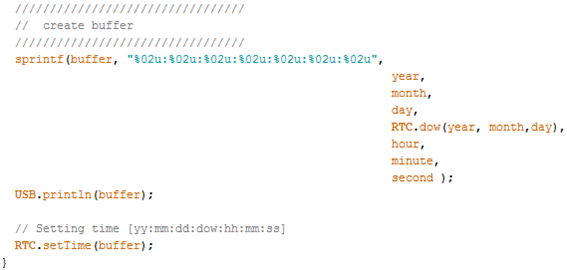 /////////////////////////////////
//  create buffer
/////////////////////////////////
sprintf(buffer, "%02u:%02u:%02u:%02u:%02u:%02u:%02u",
year,
month,
day,
RTC.dow(year, month,day),
hour,
minute,
second );
USB.println(buffer);
// Setting time [yy:mm:dd:dow:hh:mm:ss]
RTC.setTime(buffer);
}